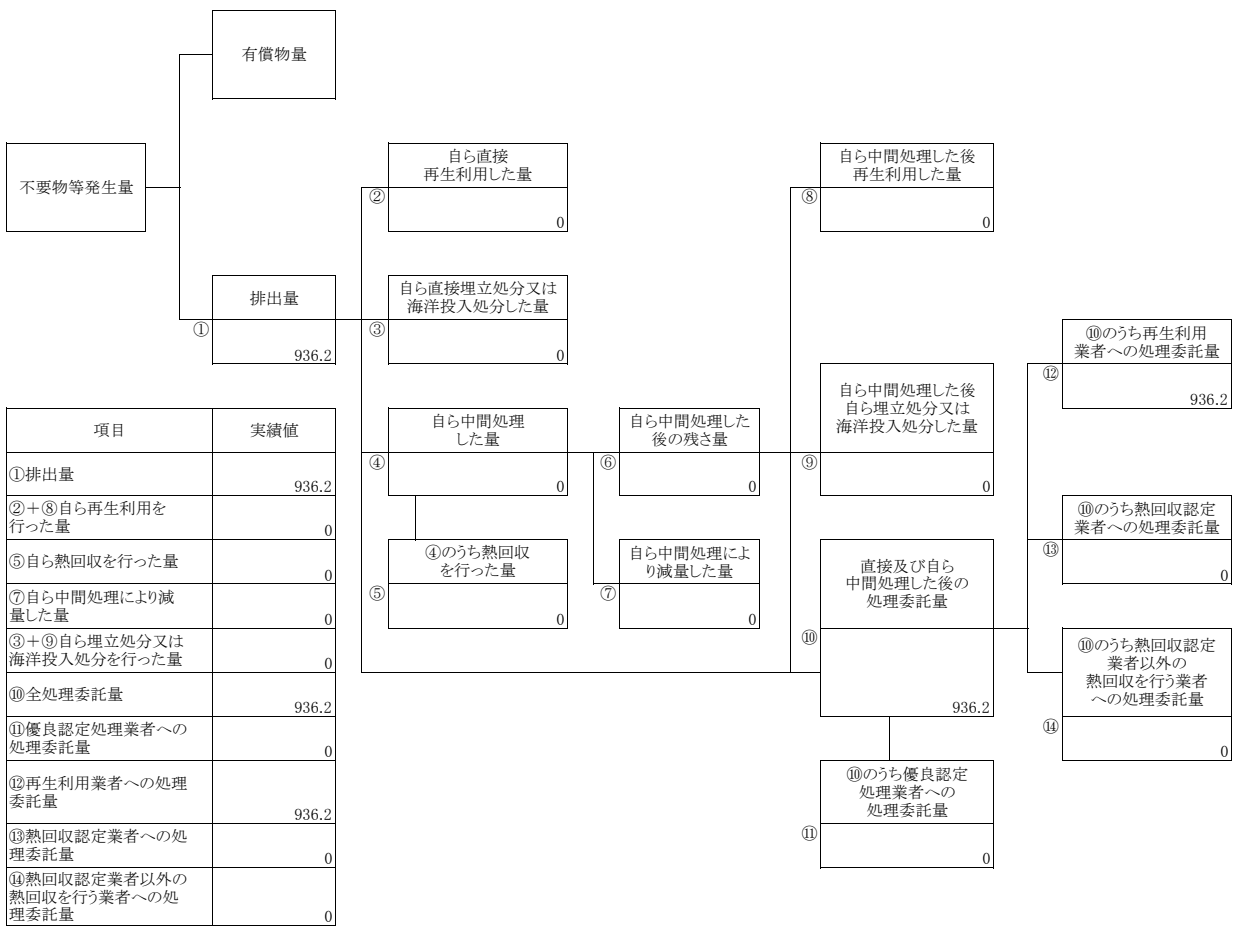 有償物量
不要物等発生量
自ら直接
再生利用した量
②
0
自ら中間処理した後
再生利用した量
⑧
0
排出量
①
936.2
自ら直接埋立処分又は
海洋投入処分した量
③
0
⑩のうち再生利用
業者への処理委託量
⑫
936.2
自ら中間処理
した量
④
0
自ら中間処理した
後の残さ量
⑥
0
自ら中間処理した後
自ら埋立処分又は
海洋投入処分した量
⑨
0
⑩のうち熱回収認定
業者への処理委託量
⑬
0
④のうち熱回収
を行った量
⑤
0
自ら中間処理によ
り減量した量
⑦
0
直接及び自ら
中間処理した後の
処理委託量
⑩
936.2
⑩のうち熱回収認定
業者以外の
熱回収を行う業者
への処理委託量
⑭
0
⑩のうち優良認定
処理業者への
処理委託量
⑪
0
項目 実績値
①排出量 936.2
②＋⑧自ら再生利用を
行った量 0
⑤自ら熱回収を行った量 0
⑦自ら中間処理により減
量した量 0
③＋⑨自ら埋立処分又は
海洋投入処分を行った量 0
⑩全処理委託量 936.2
⑪優良認定処理業者への
処理委託量 0
⑫再生利用業者への処理
委託量 936.2
⑬熱回収認定業者への処
理委託量 0
⑭熱回収認定業者以外の
熱回収を行う業者への処
理委託量 0